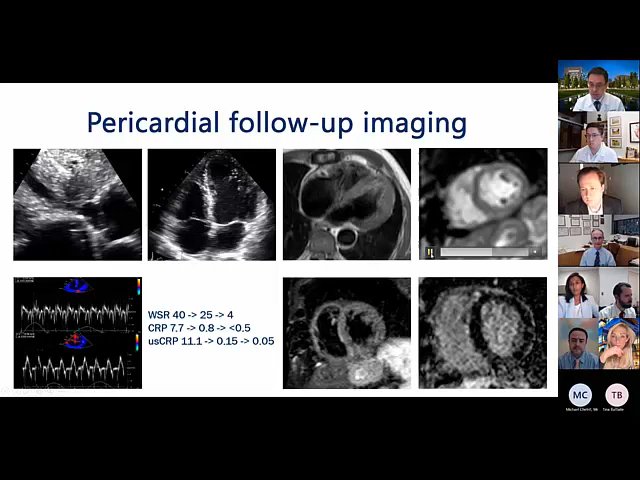 Pericardial follow-up imaging
WSR 40 -> 25 -> 4
CRP 7.7 -> 0.8 -> <0.5
usCRP 11.1 -> 0.15 -> 0.05
MC
TB